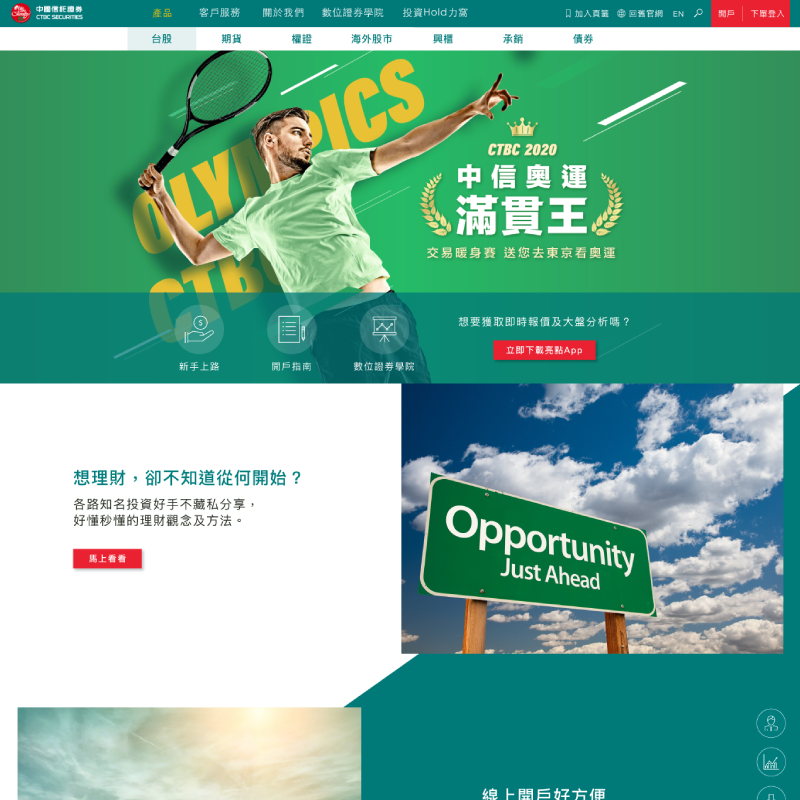 中國信託證券
CTBC SECURITIES
產品
客戶服務
關於我們
數位證券學院
投資Hold力窩
加入頁籤
回舊官網
EN
開戶
下單登入
台股
期貨
權證
海外股市
興櫃
承銷
債券
OLYMPICS
CTBC
CTBC 2020
中信奧運
滿貫王
交易暖身賽 送您去東京看奧運
新手上路
開戶指南
數位證券學院
想要獲取即時報價及大盤分析嗎？
立即下載亮點App
想理財，卻不知道從何開始？
各路知名投資好手不藏私分享，
好懂秒懂的理財觀念及方法。
馬上看看
Opportunity
Just Ahead
線上開戶好方便